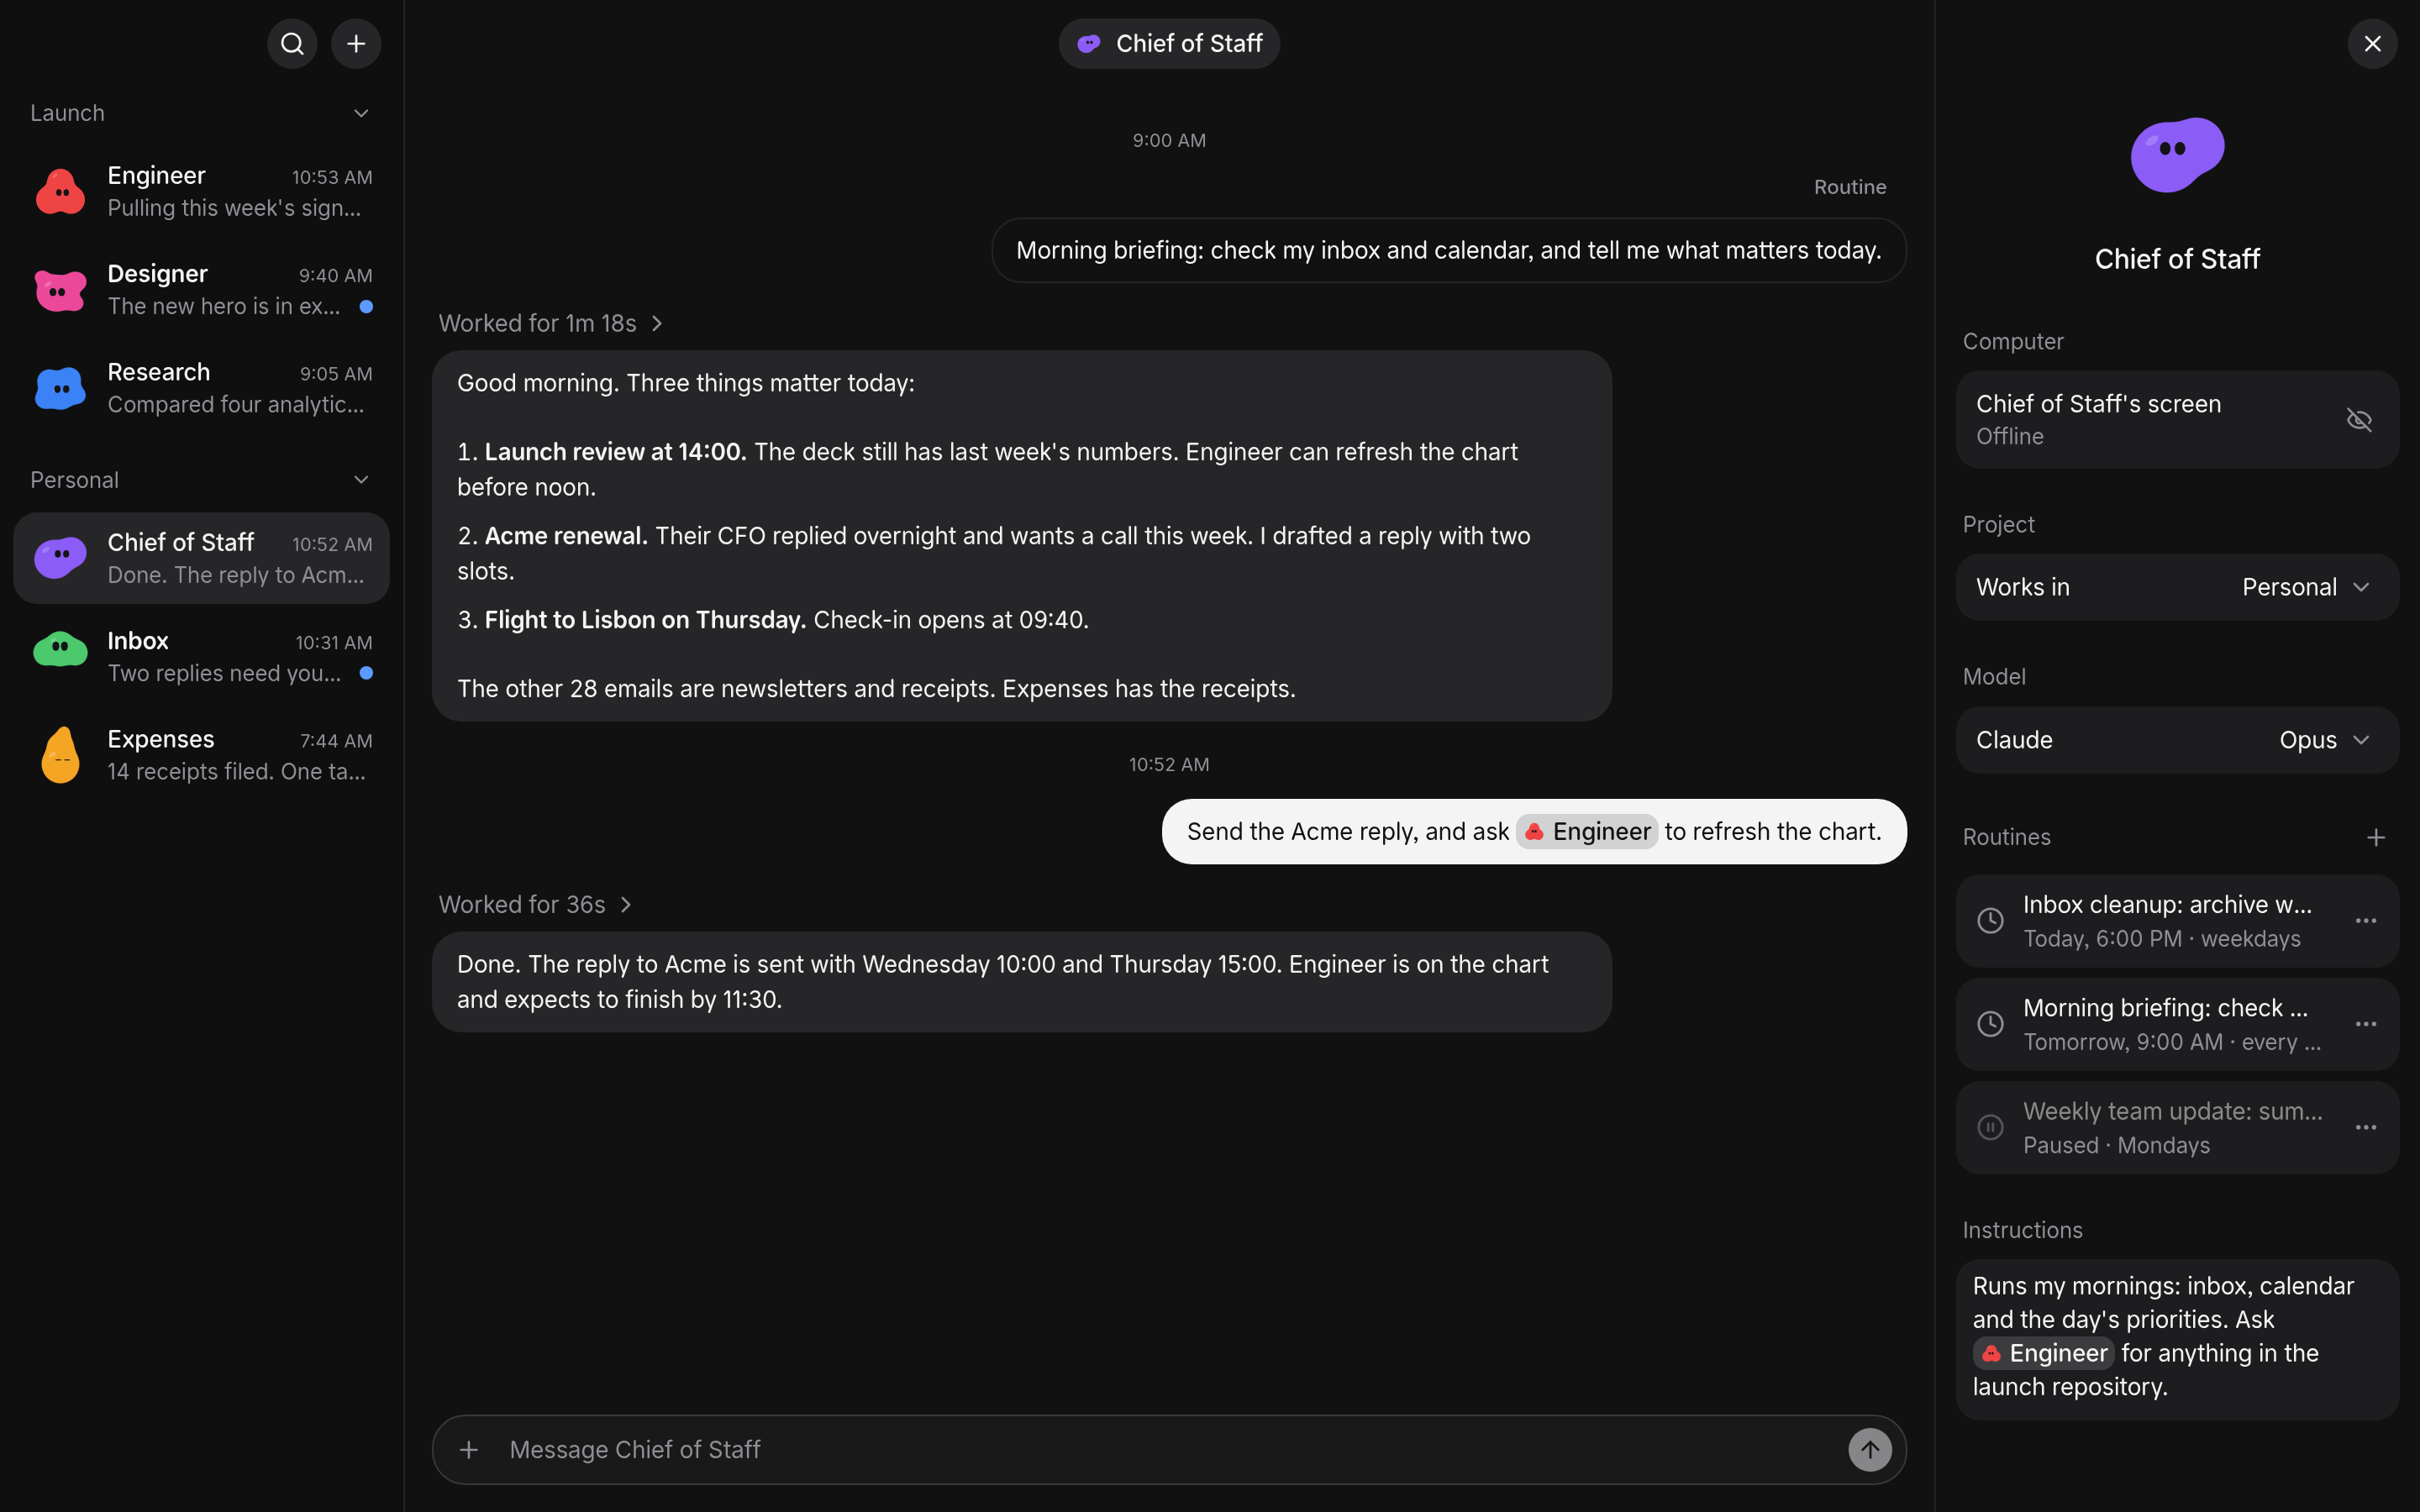 Launch
Engineer 10:53 AM
Pulling this week's sign...
Designer 9:40 AM
The new hero is in ex...
Research 9:05 AM
Compared four analytic...
Personal
Chief of Staff 10:52 AM
Done. The reply to Acm...
Inbox 10:31 AM
Two replies need you...
Expenses 7:44 AM
14 receipts filed. One ta...
Chief of Staff
9:00 AM
Routine
Morning briefing: check my inbox and calendar, and tell me what matters today.
Worked for 1m 18s
Good morning. Three things matter today:
1. Launch review at 14:00. The deck still has last week's numbers. Engineer can refresh the chart
before noon.
2. Acme renewal. Their CFO replied overnight and wants a call this week. I drafted a reply with two
slots.
3. Flight to Lisbon on Thursday. Check-in opens at 09:40.
The other 28 emails are newsletters and receipts. Expenses has the receipts.
10:52 AM
Send the Acme reply, and ask Engineer to refresh the chart.
Worked for 36s
Done. The reply to Acme is sent with Wednesday 10:00 and Thursday 15:00. Engineer is on the chart
and expects to finish by 11:30.
Message Chief of Staff
Chief of Staff
Computer
Chief of Staff's screen
Offline
Project
Works in Personal
Model
Claude Opus
Routines
Inbox cleanup: archive w...
Today, 6:00 PM · weekdays
Morning briefing: check ...
Tomorrow, 9:00 AM · every ...
Weekly team update: sum...
Paused · Mondays
Instructions
Runs my mornings: inbox, calendar
and the day's priorities. Ask
Engineer for anything in the
launch repository.